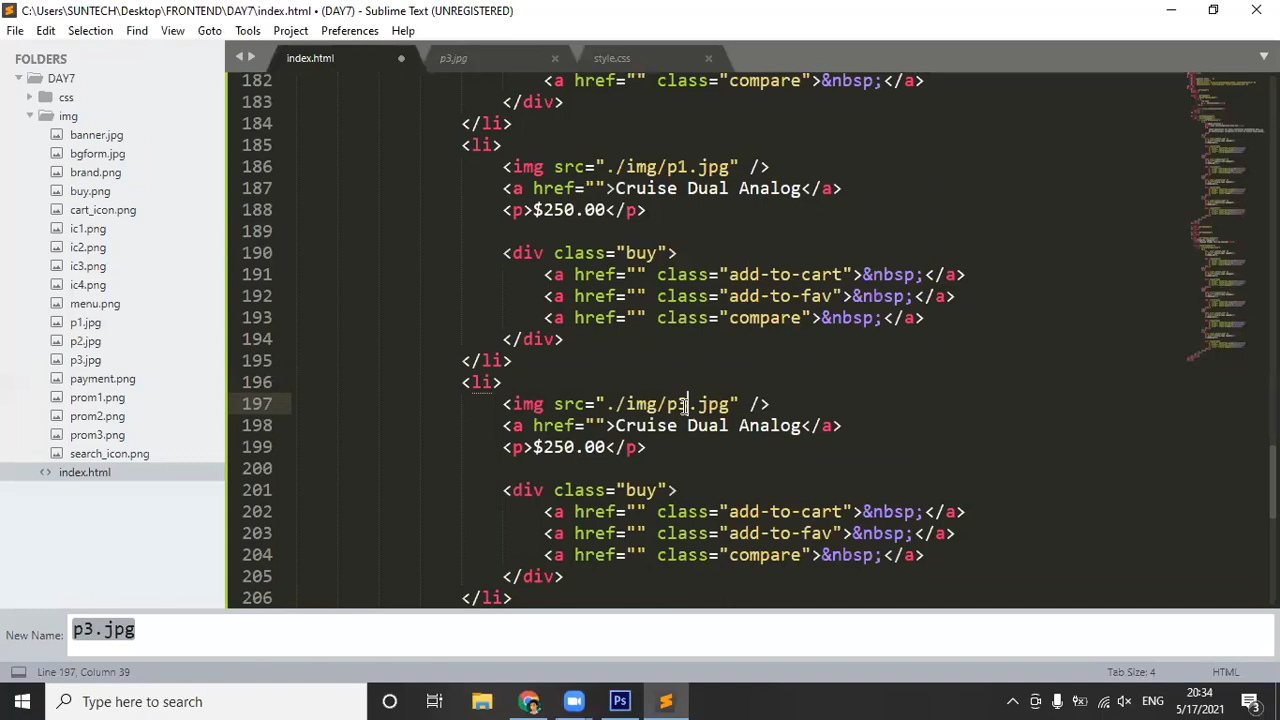 C:\Users\SUNTECH\Desktop\FRONTEND\DAY7\index.html • (DAY7) - Sublime Text (UNREGISTERED)
File Edit Selection Find View Goto Tools Project Preferences Help
FOLDERS
DAY7
css
img
banner.jpg
bgform.jpg
brand.png
buy.png
cart_icon.png
ic1.png
ic2.png
ic3.png
ic4.png
menu.png
p1.jpg
p2.jpg
p3.jpg
payment.png
prom1.png
prom2.png
prom3.png
search_icon.png
index.html
index.html p3.jpg style.css
182 <a href="" class="compare">&nbsp;</a>
183 </div>
184 </li>
185 <li>
186 <img src="./img/p1.jpg" />
187 <a href="">Cruise Dual Analog</a>
188 <p>$250.00</p>
189
190 <div class="buy">
191 <a href="" class="add-to-cart">&nbsp;</a>
192 <a href="" class="add-to-fav">&nbsp;</a>
193 <a href="" class="compare">&nbsp;</a>
194 </div>
195 </li>
196 <li>
197 <img src="./img/p1.jpg" />
198 <a href="">Cruise Dual Analog</a>
199 <p>$250.00</p>
200
201 <div class="buy">
202 <a href="" class="add-to-cart">&nbsp;</a>
203 <a href="" class="add-to-fav">&nbsp;</a>
204 <a href="" class="compare">&nbsp;</a>
205 </div>
206 </li>
New Name: p3.jpg
Line 197, Column 39 Tab Size: 4 HTML
Type here to search
Ps
ENG
20:34
5/17/2021
3